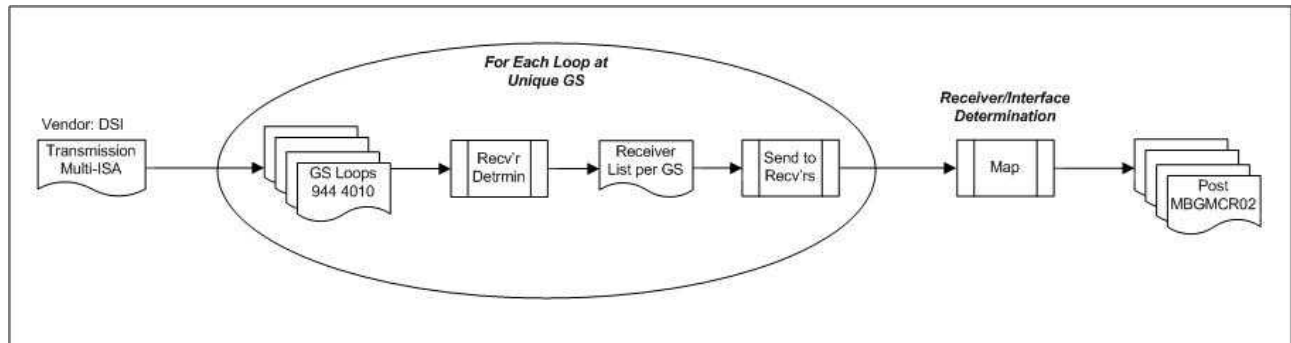 For Each Loop at
Unique GS
Receiver/Interface
Determination
Vendor: DSI
Transmission
Multi-ISA
GS Loops
944 4010
Recv'r
Detrmin
Receiver
List per GS
Send to
Recv'rs
Map
Post
MBGMCR02